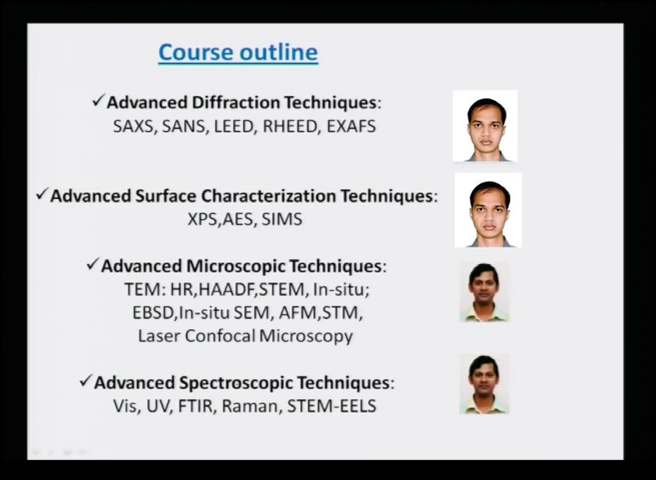 Course outline
✓Advanced Diffraction Techniques:
SAXS, SANS, LEED, RHEED, EXAFS
✓Advanced Surface Characterization Techniques:
XPS,AES, SIMS
✓Advanced Microscopic Techniques:
TEM: HR,HAADF,STEM, In-situ;
EBSD,In-situ SEM, AFM,STM,
Laser Confocal Microscopy
✓Advanced Spectroscopic Techniques:
Vis, UV, FTIR, Raman, STEM-EELS